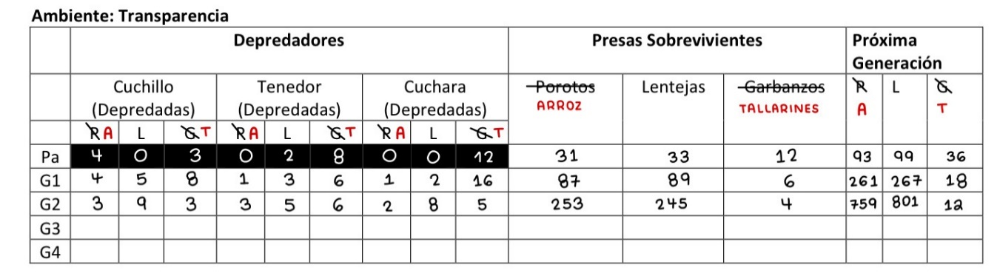 Ambiente: Transparencia
Depredadores Presas Sobrevivientes Próxima Generación
Cuchillo (Depredadas) Tenedor (Depredadas) Cuchara (Depredadas) Porotos ARROZ Lentejas Garbanzos TALLARINES R A L G T
R A L G T R A L G T R A L G T
Pa 4 0 3 0 2 8 0 0 12 31 33 12 93 99 36
G1 4 5 8 1 3 6 1 2 16 87 89 6 261 267 18
G2 3 9 3 3 5 6 2 8 5 253 245 4 759 801 12
G3
G4